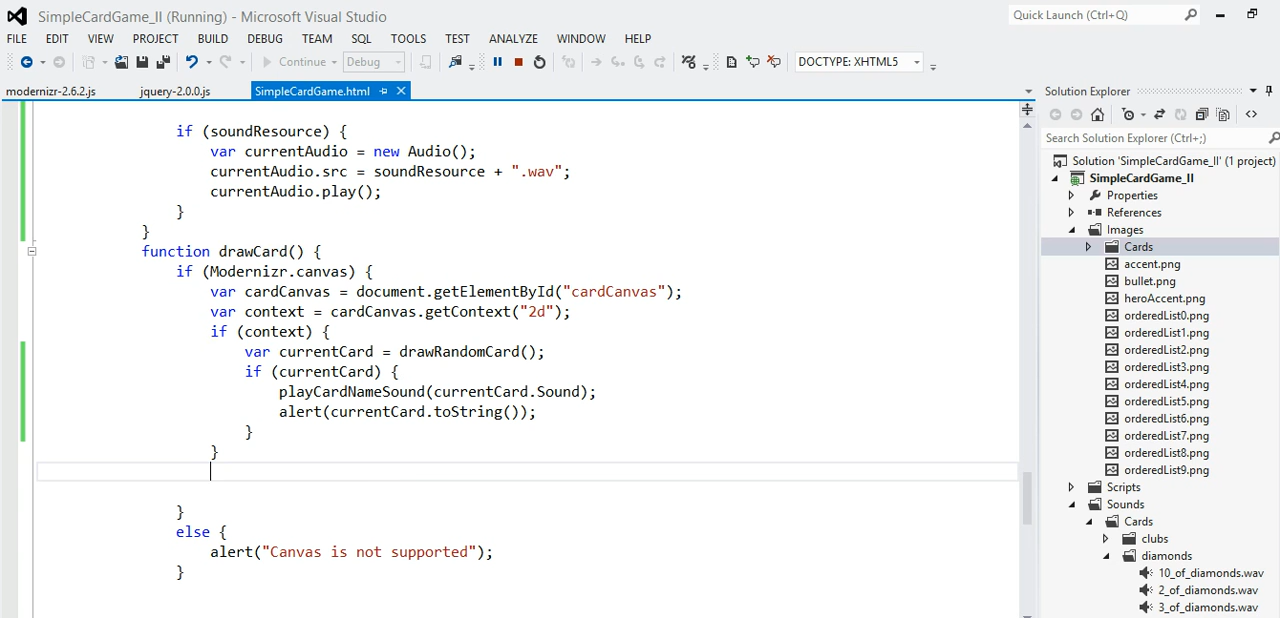 SimpleCardGame_II (Running) - Microsoft Visual Studio
Quick Launch (Ctrl+Q)
FILE EDIT VIEW PROJECT BUILD DEBUG TEAM SQL TOOLS TEST ANALYZE WINDOW HELP
Continue Debug DOCTYPE: XHTML5
modernizr-2.6.2.js jquery-2.0.0.js SimpleCardGame.html
if (soundResource) {
var currentAudio = new Audio();
currentAudio.src = soundResource + ".wav";
currentAudio.play();
}
}
function drawCard() {
if (Modernizr.canvas) {
var cardCanvas = document.getElementById("cardCanvas");
var context = cardCanvas.getContext("2d");
if (context) {
var currentCard = drawRandomCard();
if (currentCard) {
playCardNameSound(currentCard.Sound);
alert(currentCard.toString());
}
}
}
else {
alert("Canvas is not supported");
}
Solution Explorer
Search Solution Explorer (Ctrl+;)
Solution 'SimpleCardGame_II' (1 project)
SimpleCardGame_II
Properties
References
Images
Cards
accent.png
bullet.png
heroAccent.png
orderedList0.png
orderedList1.png
orderedList2.png
orderedList3.png
orderedList4.png
orderedList5.png
orderedList6.png
orderedList7.png
orderedList8.png
orderedList9.png
Scripts
Sounds
Cards
clubs
diamonds
10_of_diamonds.wav
2_of_diamonds.wav
3_of_diamonds.wav